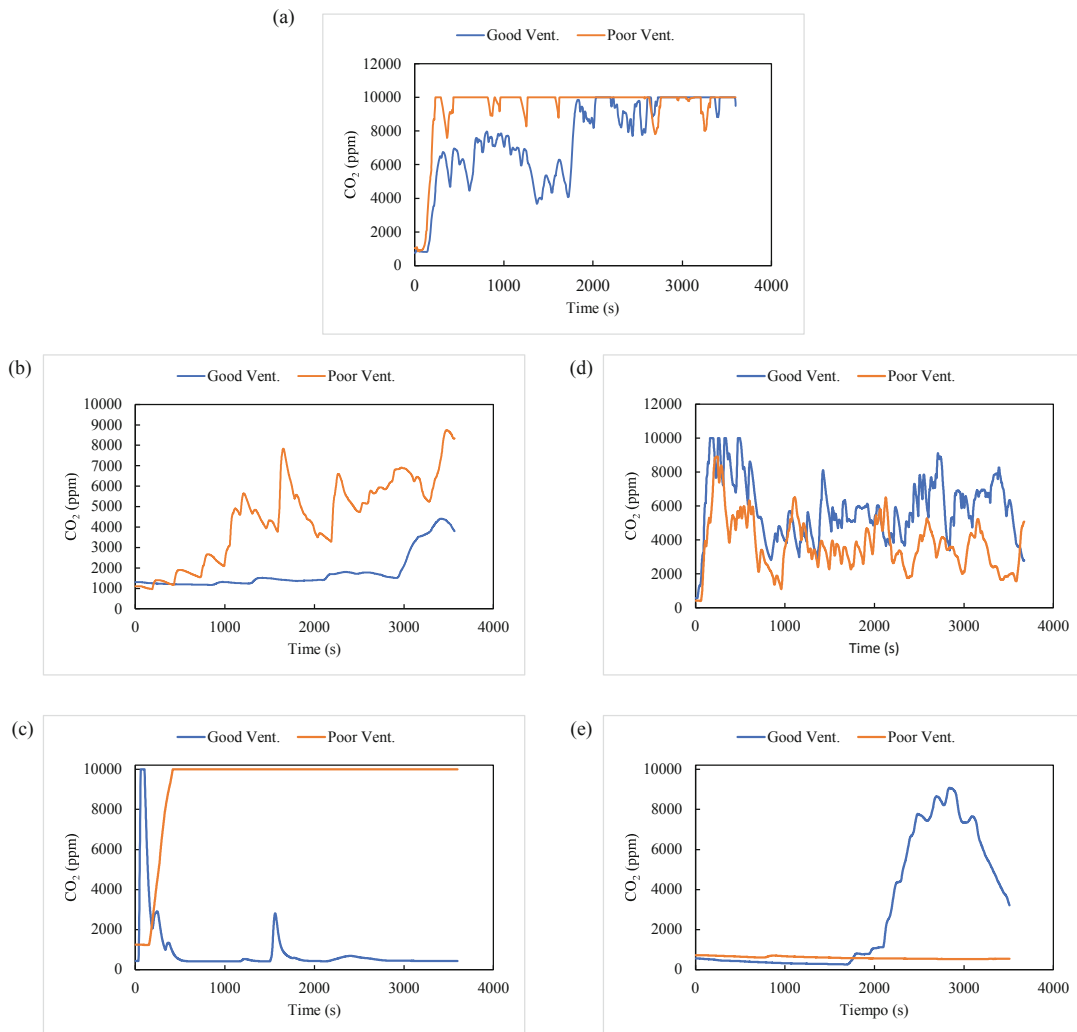 (a)
Good Vent. Poor Vent.
12000
10000
8000
6000
4000
2000
0
CO₂ (ppm)
0 1000 2000 3000 4000
Time (s)
(b)
Good Vent. Poor Vent.
10000
9000
8000
7000
6000
5000
4000
3000
2000
1000
0
CO₂ (ppm)
0 1000 2000 3000 4000
Time (s)
(d)
Good Vent. Poor Vent.
12000
10000
8000
6000
4000
2000
0
CO₂ (ppm)
0 1000 2000 3000 4000
Time (s)
(c)
Good Vent. Poor Vent.
10000
8000
6000
4000
2000
0
CO₂ (ppm)
0 1000 2000 3000 4000
Time (s)
(e)
Good Vent. Poor Vent.
10000
8000
6000
4000
2000
0
CO₂ (ppm)
0 1000 2000 3000 4000
Tiempo (s)